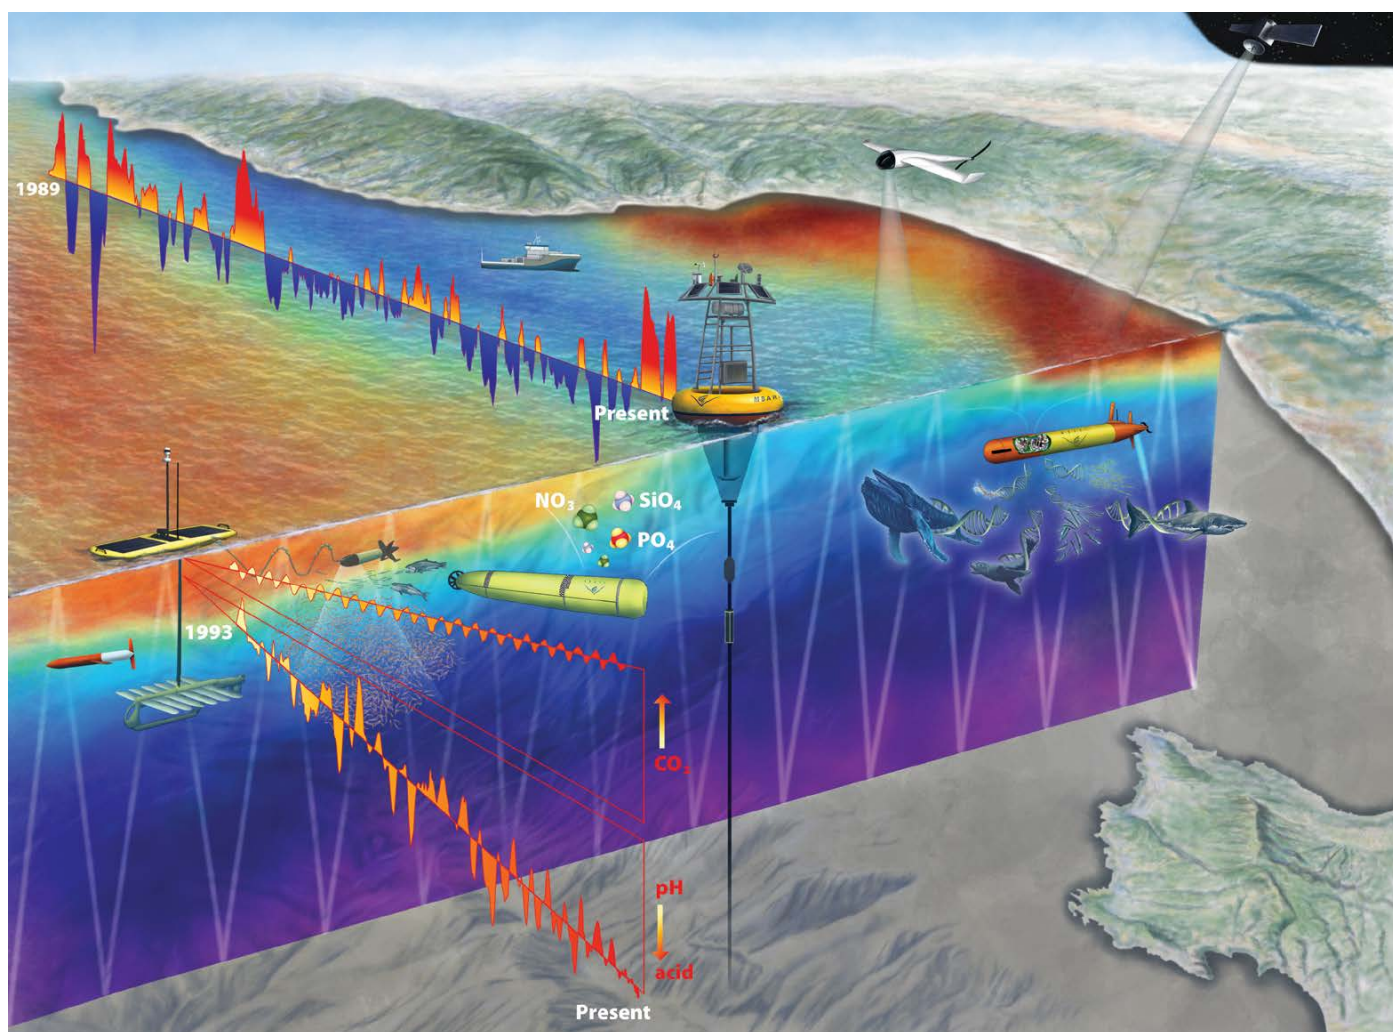 1989
Present
NO₃
SiO₄
PO₄
1993
CO₂
pH
acid
Present